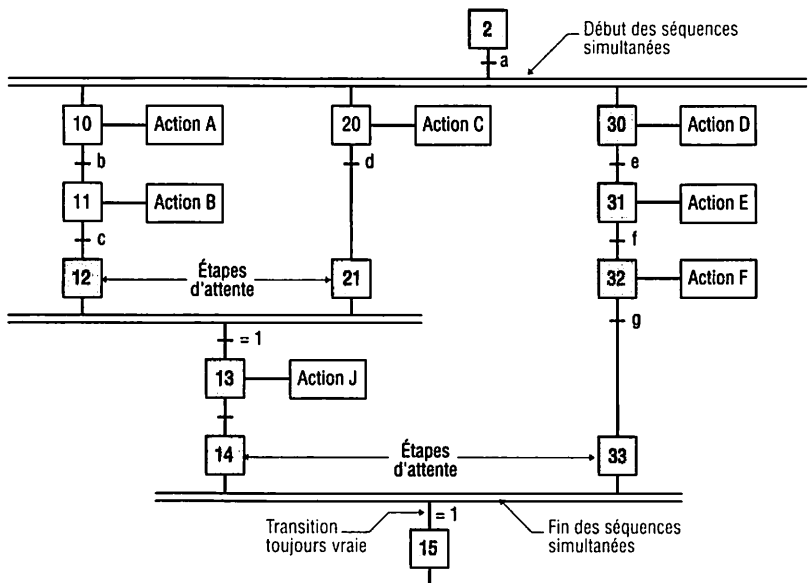 2
Début des séquences
simultanées
a
10
Action A
20
Action C
30
Action D
b
d
e
11
Action B
31
Action E
c
f
12
Étapes
d'attente
21
32
Action F
g
= 1
13
Action J
14
Étapes
d'attente
33
Transition
toujours vraie
= 1
Fin des séquences
simultanées
15